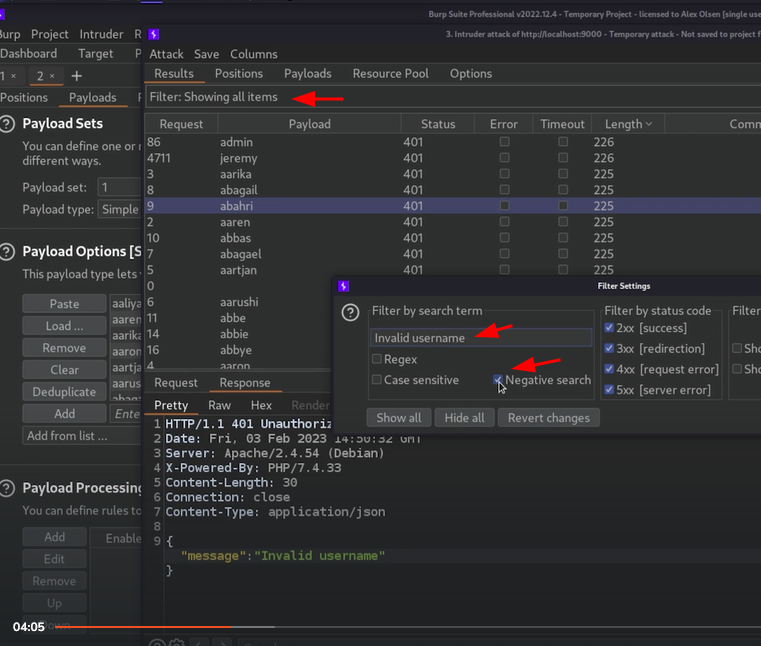 Burp Suite Professional v2022.12.4 - Temporary Project - licensed to Alex Olsen [single use
Burp Project Intruder R
3. Intruder attack of http://localhost:9000 - Temporary attack - Not saved to project f
Dashboard Target P
Attack Save Columns
1 × 2 × +
Results Positions Payloads Resource Pool Options
Positions Payloads
Filter: Showing all items
Payload Sets
You can define one or
different ways.
Payload set: 1
Payload type: Simple
Request Payload Status Error Timeout Length Comm
86 admin 401 226
4711 jeremy 401 226
3 aarika 401 225
8 abagail 401 225
9 abahri 401 225
2 aaren 401 225
10 abbas 401 225
7 abagael 401 225
5 aartjan 401 225
0
6 aarushi
11 abbe
14 abbie
16 abbye
4 aaron
Payload Options [S
This payload type lets
Paste
Load ...
Remove
Clear
Deduplicate
Add
Add from list ...
aaliya
aaren
aarika
aaron
aartja
aarus
abaga
Ente
Filter Settings
Filter by search term
Invalid username
Regex
Case sensitive
Negative search
Filter by status code
2xx [success]
3xx [redirection]
4xx [request error]
5xx [server error]
Filter
Sho
Sho
Show all Hide all Revert changes
Request Response
Pretty Raw Hex Render
1 HTTP/1.1 401 Unauthoriz
2 Date: Fri, 03 Feb 2023 14:50:32 GMT
3 Server: Apache/2.4.54 (Debian)
4 X-Powered-By: PHP/7.4.33
5 Content-Length: 30
6 Connection: close
7 Content-Type: application/json
8
9 {
"message":"Invalid username"
}
Payload Processing
You can define rules to
Add
Edit
Remove
Up
Down
Enable
04:05